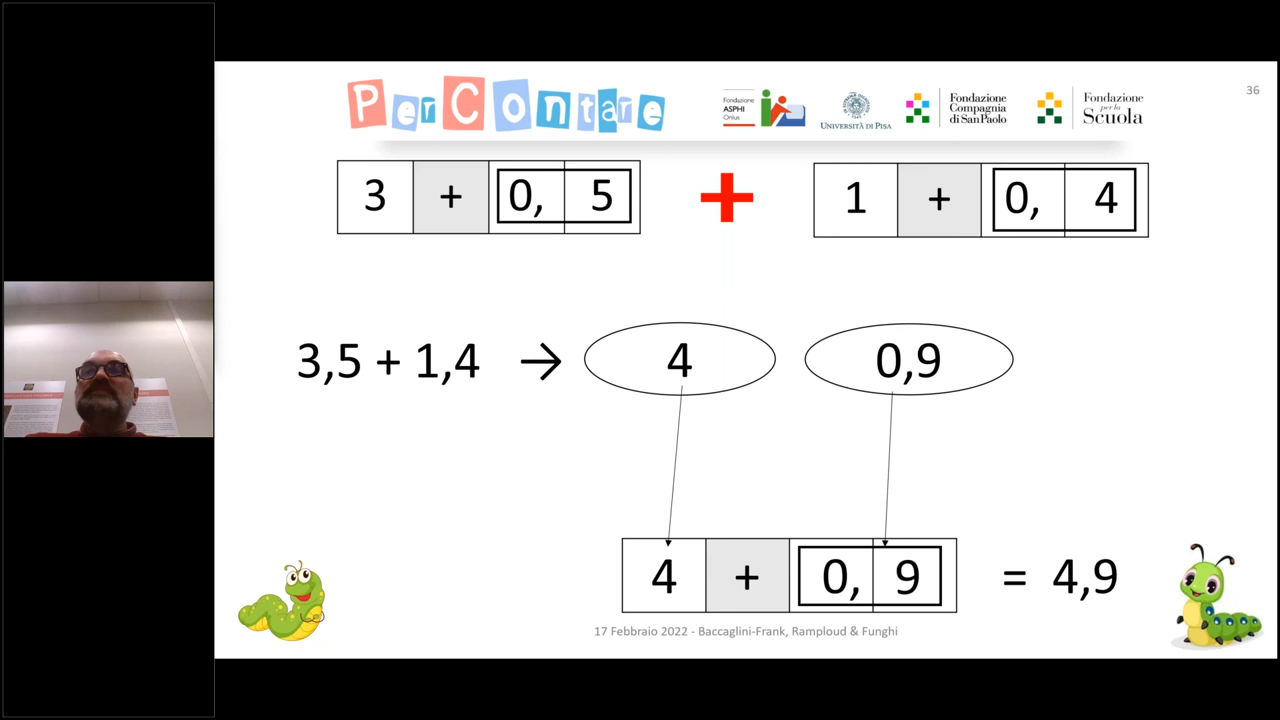 PerContare
Fondazione
ASPHI
Onlus
UNIVERSITÀ DI PISA
Fondazione
Compagnia
di SanPaolo
Fondazione
per la
Scuola
36
3 + 0, 5 + 1 + 0, 4
3,5 + 1,4 → 4 0,9
4 + 0, 9 = 4,9
17 Febbraio 2022 - Baccaglini-Frank, Ramploud & Funghi